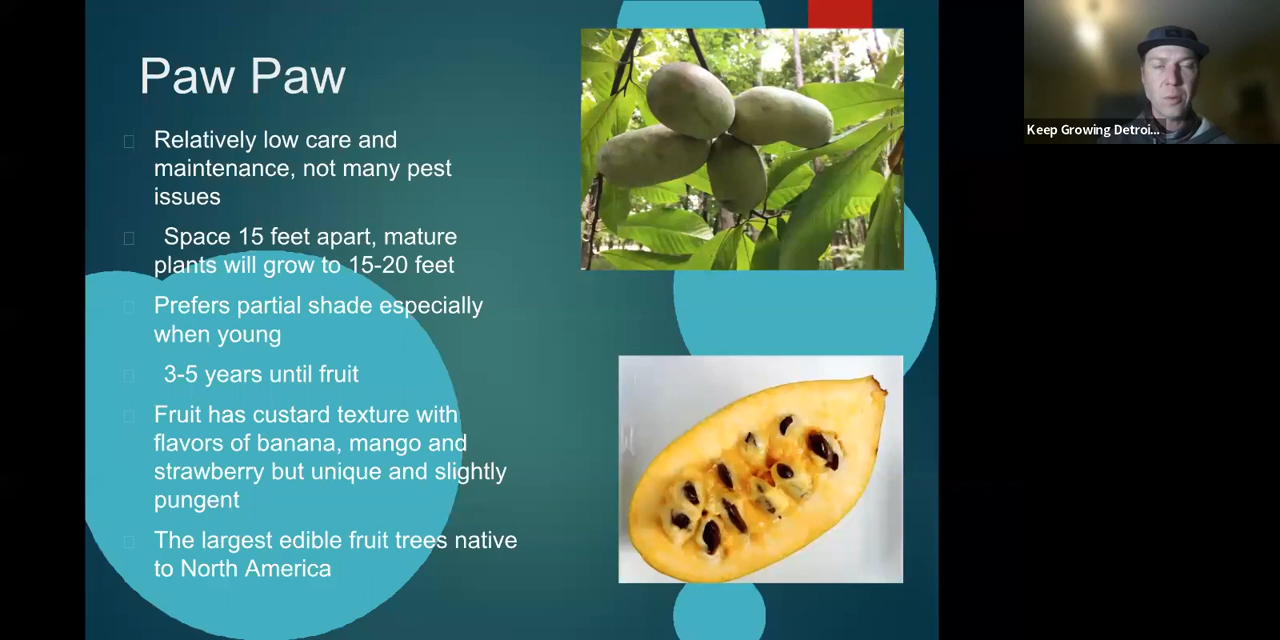 Paw Paw
Relatively low care and
maintenance, not many pest
issues
Space 15 feet apart, mature
plants will grow to 15-20 feet
Prefers partial shade especially
when young
3-5 years until fruit
Fruit has custard texture with
flavors of banana, mango and
strawberry but unique and slightly
pungent
The largest edible fruit trees native
to North America
Keep Growing Detroi...